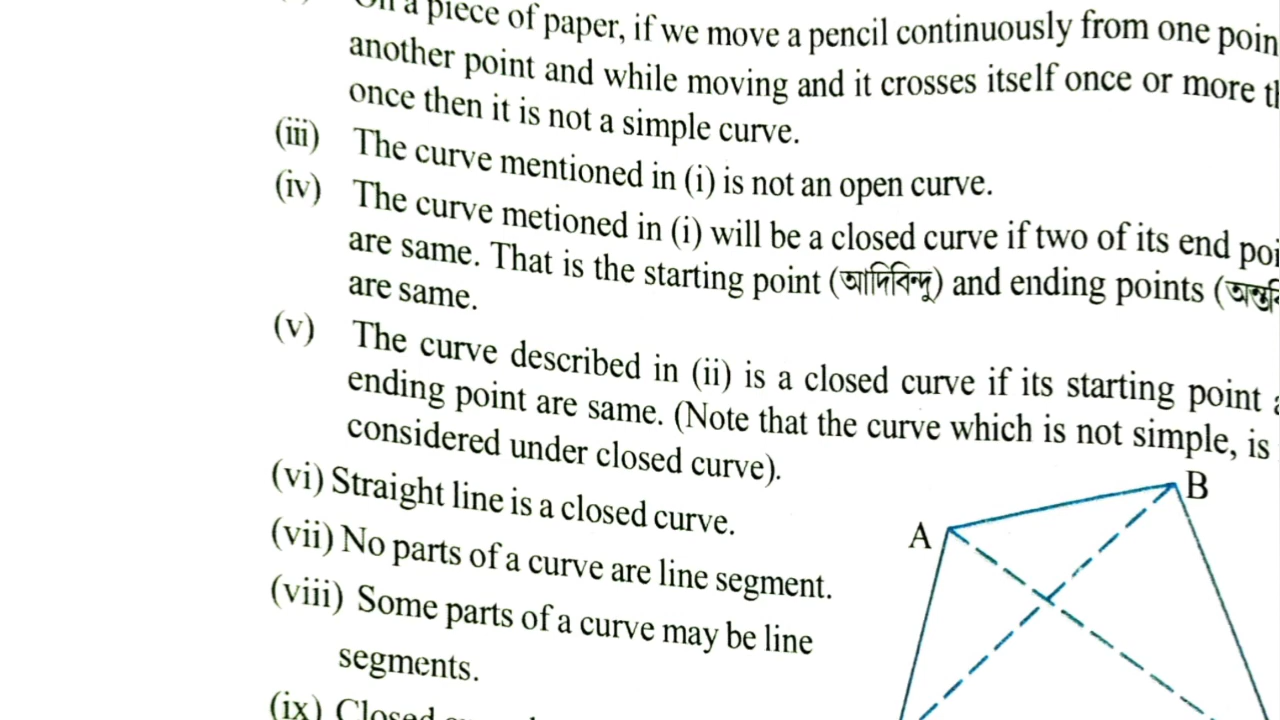 a piece of paper, if we move a pencil continuously from one
another point and while moving and it crosses itself once or more
once then it is not a simple curve.
(iii) The curve mentioned in (i) is not an open curve.
(iv) The curve metioned in (i) will be a closed curve if two of its end
are same. That is the starting point (আদিবিন্দু) and ending points (
are same.
(v) The curve described in (ii) is a closed curve if its starting point
ending point are same. (Note that the curve which is not simple, is
considered under closed curve).
(vi) Straight line is a closed curve.
(vii) No parts of a curve are line segment.
(viii) Some parts of a curve may be line
segments.
(ix) Closed
A
B